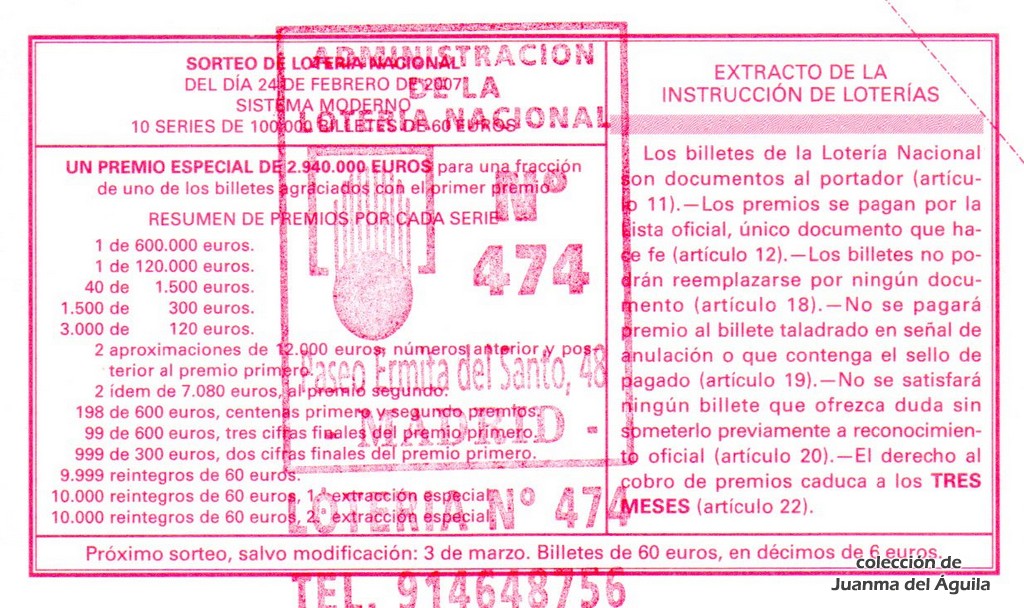 SORTEO DE LOTERÍA NACIONAL
DEL DÍA 24 DE FEBRERO DE 2007
SISTEMA MODERNO
10 SERIES DE 100.000 BILLETES DE 60 EUROS
UN PREMIO ESPECIAL DE 2.940.000 EUROS para una fracción
de uno de los billetes agraciados con el primer premio
RESUMEN DE PREMIOS POR CADA SERIE
1 de 600.000 euros.
1 de 120.000 euros.
40 de 1.500 euros.
1.500 de 300 euros.
3.000 de 120 euros.
2 aproximaciones de 12.000 euros, números anterior y pos-
terior al premio primero.
2 ídem de 7.080 euros, al premio segundo.
198 de 600 euros, centenas primero y segundo premios.
99 de 600 euros, tres cifras finales del premio primero.
999 de 300 euros, dos cifras finales del premio primero.
9.999 reintegros de 60 euros.
10.000 reintegros de 60 euros, 1.ª extracción especial.
10.000 reintegros de 60 euros, 2.ª extracción especial.
EXTRACTO DE LA
INSTRUCCIÓN DE LOTERÍAS
Los billetes de la Lotería Nacional
son documentos al portador (artícu-
lo 11).—Los premios se pagan por la
lista oficial, único documento que ha-
ce fe (artículo 12).—Los billetes no po-
drán reemplazarse por ningún docu-
mento (artículo 18).—No se pagará
premio al billete taladrado en señal de
anulación o que contenga el sello de
pagado (artículo 19).—No se satisfará
ningún billete que ofrezca duda sin
someterlo previamente a reconocimien-
to oficial (artículo 20).—El derecho al
cobro de premios caduca a los TRES
MESES (artículo 22).
Próximo sorteo, salvo modificación: 3 de marzo. Billetes de 60 euros, en décimos de 6 euros.
ADMINISTRACION
DE LA
LOTERIA NACIONAL
Nº
474
Paseo Ermita del Santo, 48
- MADRID -
LOTERIA Nº 474
TEL. 914648756
colección de
Juanma del Águila